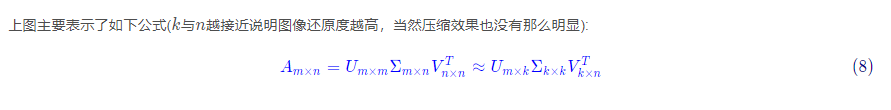 上图主要表示了如下公式(k与n越接近说明图像还原度越高，当然压缩效果也没有那么明显):
A_{m×n} = U_{m×m}Σ_{m×n}V^T_{n×n} ≈ U_{m×k}Σ_{k×k}V^T_{k×n} (8)